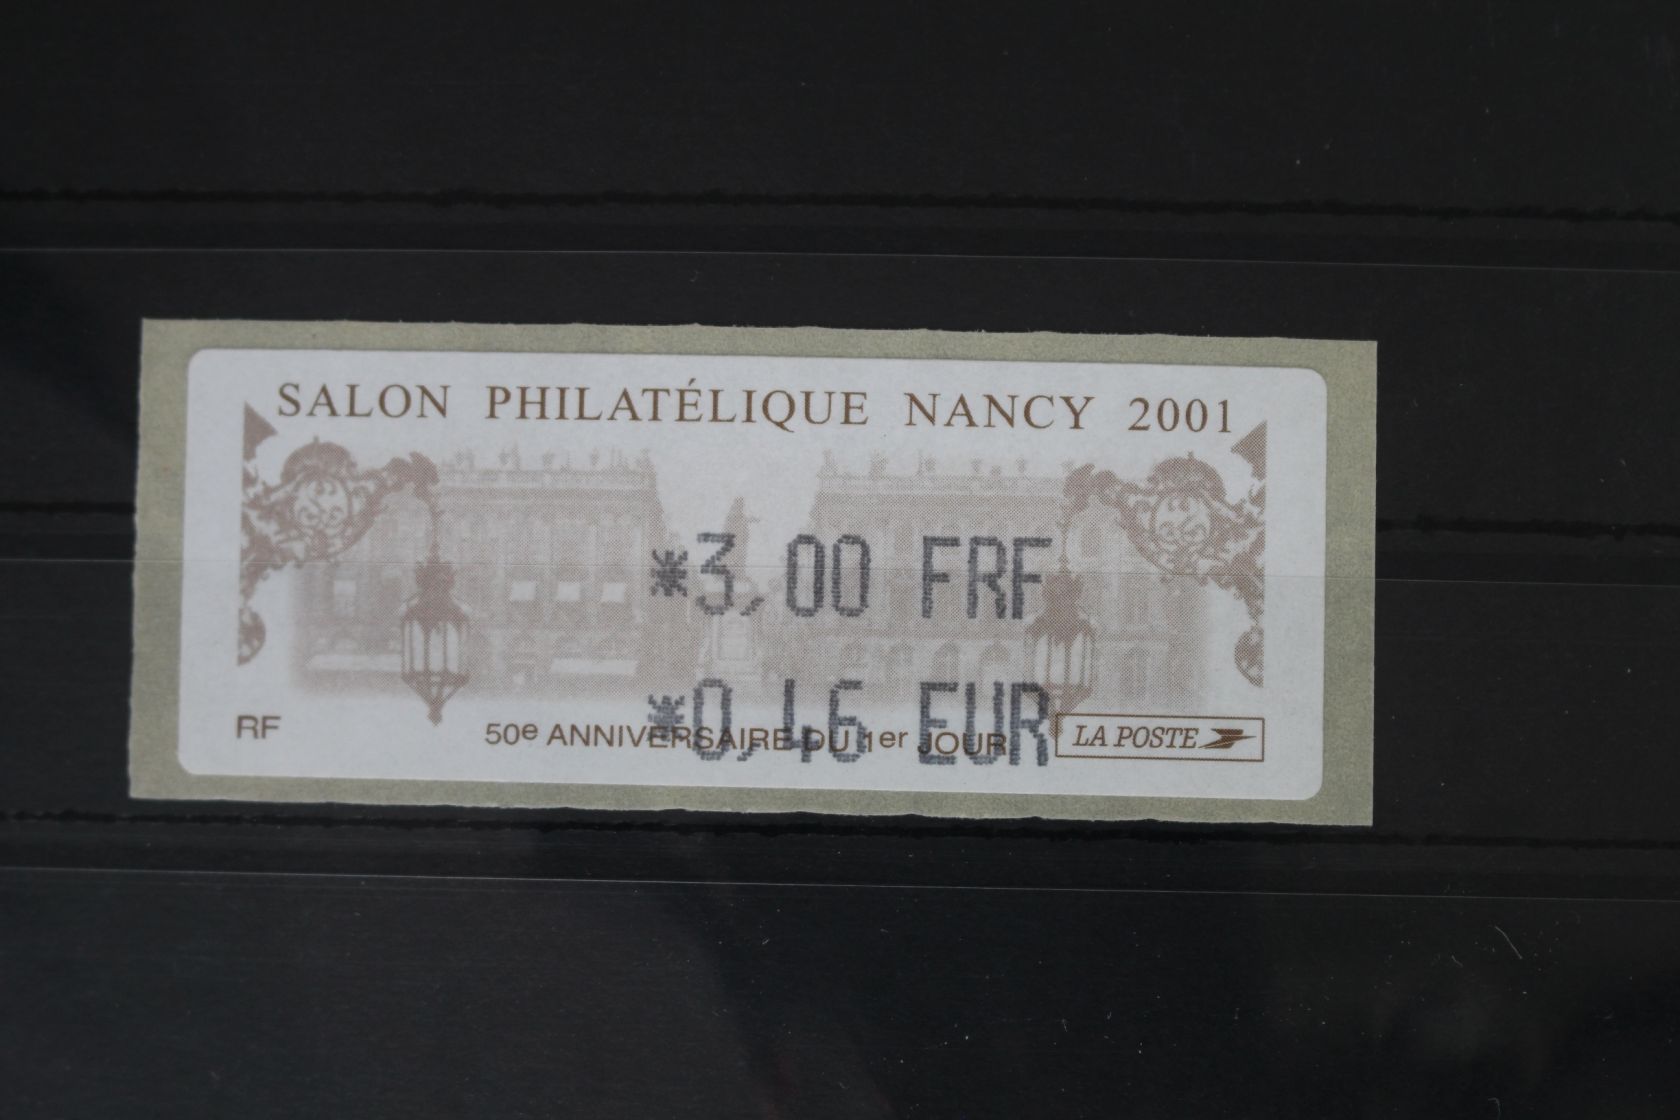 SALON PHILATÉLIQUE NANCY 2001
*3,00 FRF
*0,46 EUR
RF
50e ANNIVERSAIRE DU 1er JOUR
LA POSTE